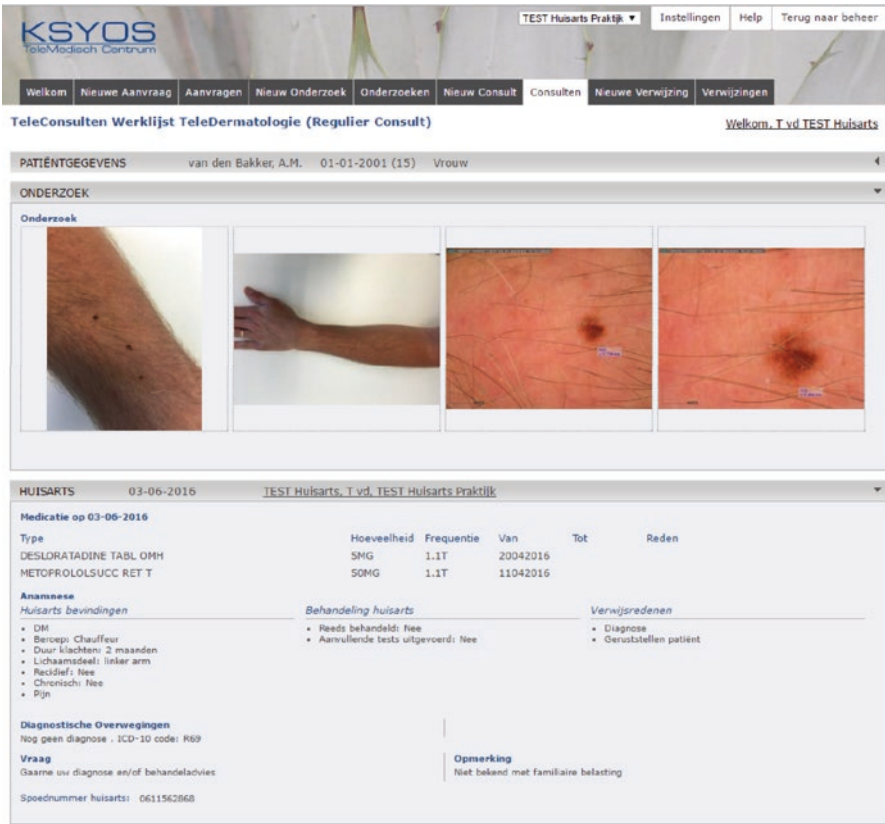 KSYOS
TeleMedisch Centrum
TEST Huisarts Praktijk ▼ Instellingen Help Terug naar beheer
Welkom Nieuwe Aanvraag Aanvragen Nieuw Onderzoek Onderzoeken Nieuw Consult Consulten Nieuwe Verwijzing Verwijzingen
TeleConsulten Werklijst TeleDermatologie (Regulier Consult) Welkom, T vd TEST Huisarts
PATIËNTGEGEVENS van den Bakker, A.M. 01-01-2001 (15) Vrouw
ONDERZOEK
Onderzoek
HUISARTS 03-06-2016 TEST Huisarts, T vd, TEST Huisarts Praktijk
Medicatie op 03-06-2016
Type Hoeveelheid Frequentie Van Tot Reden
DESLORATADINE TABL OMH 5MG 1.1T 20042016
METOPROLOLSUCC RET T 50MG 1.1T 11042016
Anamnese
Huisarts bevindingen Behandeling huisarts Verwijsredenen
• DM • Reeds behandeld: Nee • Diagnose
• Beroep: Chauffeur • Aanvullende tests uitgevoerd: Nee • Geruststellen patiënt
• Duur klachten: 2 maanden
• Lichaamsdeel: linker arm
• Recidief: Nee
• Chronisch: Nee
• Pijn
Diagnostische Overwegingen
Nog geen diagnose . ICD-10 code: R69
Vraag Opmerking
Gaarne uw diagnose en/of behandeladvies Niet bekend met familiaire belasting
Spoednummer huisarts: 0611562868